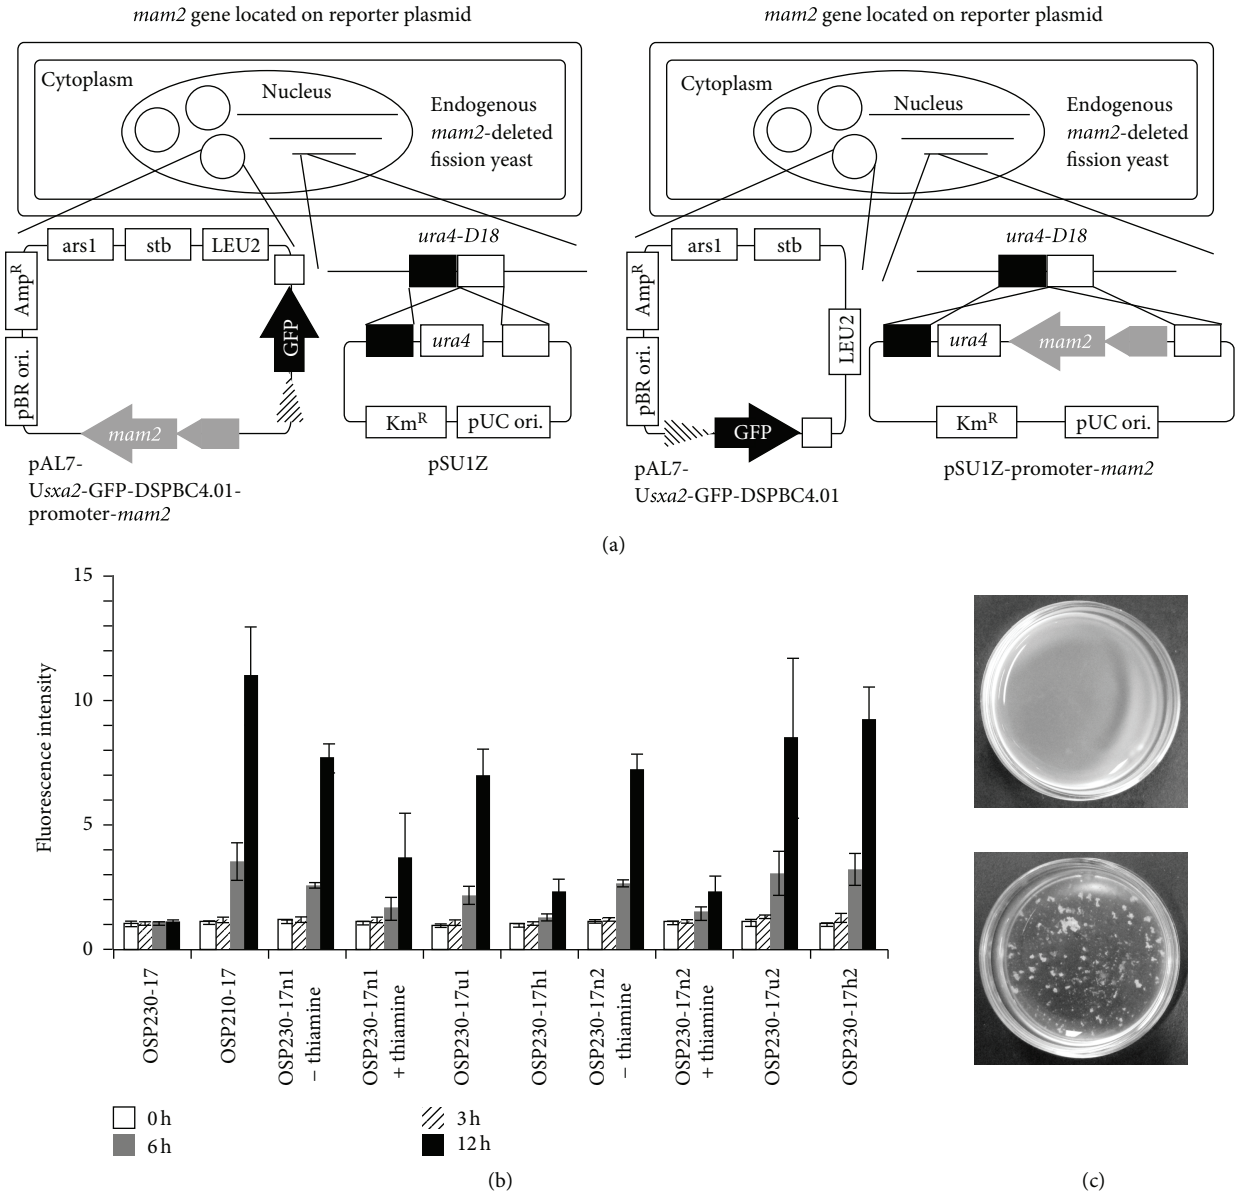 mam2 gene located on reporter plasmid
Cytoplasm
Nucleus
Endogenous
mam2-deleted
fission yeast
ars1
stb
LEU2
AmpR
pBR ori.
GFP
mam2
pAL7-
Usxa2-GFP-DSPBC4.01-
promoter-mam2
ura4-D18
ura4
KmR
pUC ori.
pSU1Z
mam2 gene located on reporter plasmid
Cytoplasm
Nucleus
Endogenous
mam2-deleted
fission yeast
ars1
stb
LEU2
AmpR
pBR ori.
GFP
pAL7-
Usxa2-GFP-DSPBC4.01
ura4-D18
ura4
mam2
KmR
pUC ori.
pSU1Z-promoter-mam2
(a)
Fluorescence intensity
15
10
5
0
OSP230-17
OSP210-17
OSP230-17n1
− thiamine
OSP230-17n1
+ thiamine
OSP230-17u1
OSP230-17h1
OSP230-17n2
− thiamine
OSP230-17n2
+ thiamine
OSP230-17u2
OSP230-17h2
0 h
3 h
6 h
12 h
(b)
(c)